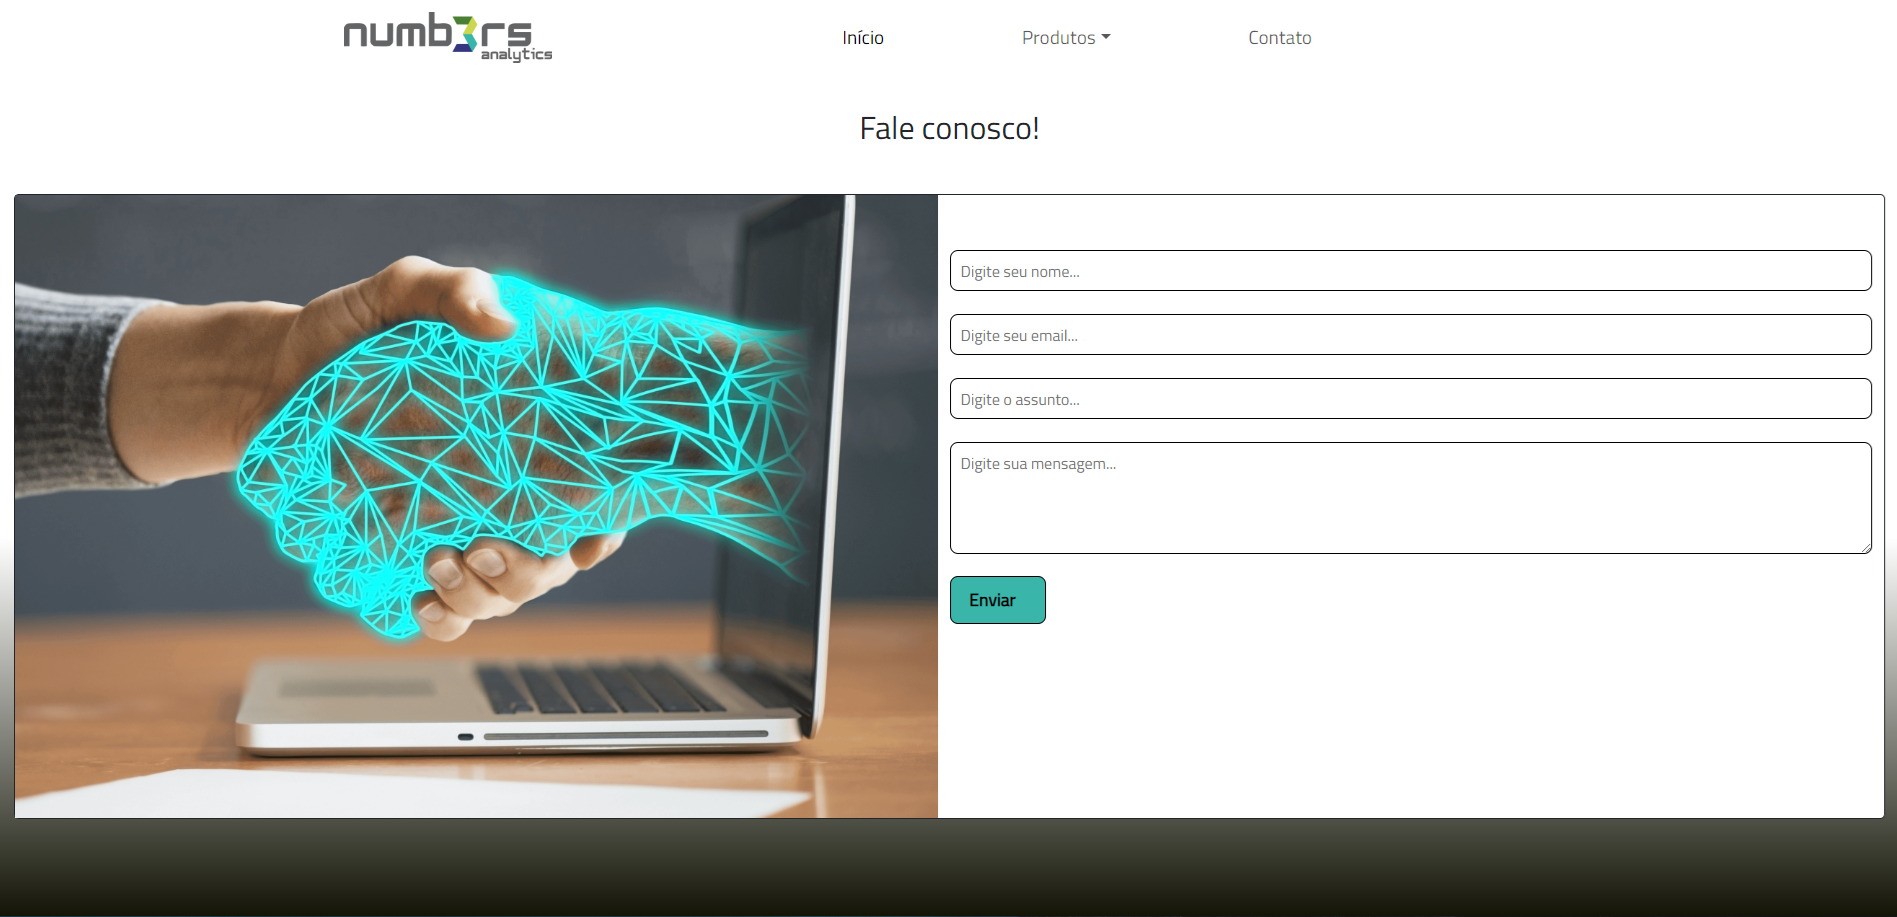 numb3rs
analytics
Início
Produtos
Contato
Fale conosco!
Digite seu nome...
Digite seu email...
Digite o assunto...
Digite sua mensagem...
Enviar